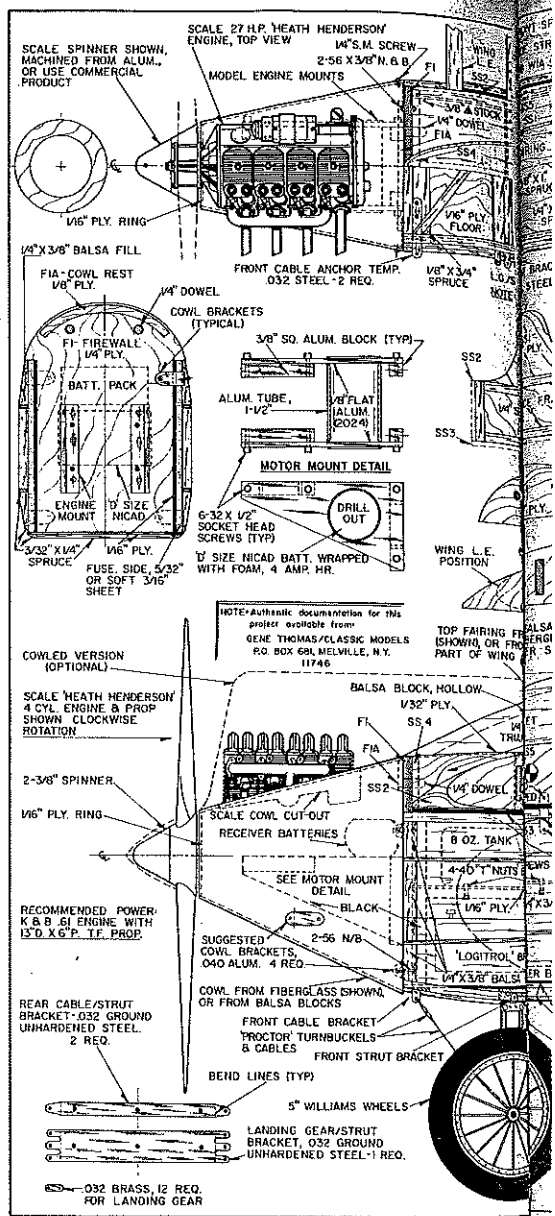 SCALE SPINNER SHOWN,
MACHINED FROM ALUM.,
OR USE COMMERCIAL
PRODUCT
SCALE 27 H.P. 'HEATH HENDERSON'
ENGINE, TOP VIEW
1/4" S.M. SCREW
2-56 X 3/8" N. & B.
MODEL ENGINE MOUNTS
F1
WING
L.E.
SS2
3/8 ▲ STOCK
1/4" DOWEL
F1A
SS4
1/16" PLY.
FLOOR
1/16" PLY. RING
FRONT CABLE ANCHOR TEMP.
.032 STEEL-2 REQ.
1/8" X 3/4"
SPRUCE
1/4" X 3/8" BALSA FILL
F1A-COWL REST
1/8" PLY.
1/4" DOWEL
COWL BRACKETS
(TYPICAL)
F1-FIREWALL
1/4" PLY.
BATT. PACK
ENGINE
MOUNT
'D' SIZE
NICAD
3/32" X 1/4"
SPRUCE
1/16" PLY.
FUSE. SIDE, 5/32"
OR SOFT 3/16"
SHEET
3/8" SQ. ALUM. BLOCK (TYP)
ALUM. TUBE,
1-1/2"
1/8" FLAT
ALUM.
(2024)
MOTOR MOUNT DETAIL
6-32 X 1/2"
SOCKET HEAD
SCREWS (TYP)
DRILL
OUT
'D' SIZE NICAD BATT. WRAPPED
WITH FOAM, 4 AMP. HR.
SS2
SS3
WING L.E.
POSITION
NOTE: Authentic documentation for this
project available from:
GENE THOMAS/CLASSIC MODELS
P.O. BOX 681, MELVILLE, N.Y.
11746
TOP FAIRING
(SHOWN), OR
PART OF WING
COWLED VERSION
(OPTIONAL)
BALSA BLOCK, HOLLOW
1/32" PLY.
SCALE 'HEATH HENDERSON'
4 CYL. ENGINE & PROP
SHOWN CLOCKWISE
ROTATION
F1
SS4
F1A
SS2
1/4" DOWEL
2-3/8" SPINNER
1/16" PLY. RING
SCALE COWL CUT-OUT
RECEIVER BATTERIES
8 OZ. TANK
4-40 'T' NUTS
SEE MOTOR MOUNT
DETAIL
BLACK
1/16" PLY.
RECOMMENDED POWER:
K & B .61 ENGINE WITH
13"D. X 6"P. T.F. PROP.
SUGGESTED
COWL BRACKETS,
.040 ALUM. 4 REQ.
2-56 N/B
'LOGITROL'
1/4" X 3/8" BALSA
COWL FROM FIBERGLASS (SHOWN),
OR FROM BALSA BLOCKS
REAR CABLE/STRUT
BRACKET-.032 GROUND
UNHARDENED STEEL.
2 REQ.
FRONT CABLE BRACKET
'PROCTOR' TURNBUCKELS
& CABLES
FRONT STRUT BRACKET
BEND LINES (TYP)
5" WILLIAMS WHEELS
LANDING GEAR/STRUT
BRACKET, .032 GROUND
UNHARDENED STEEL-1 REQ.
.032 BRASS, 12 REQ.
FOR LANDING GEAR